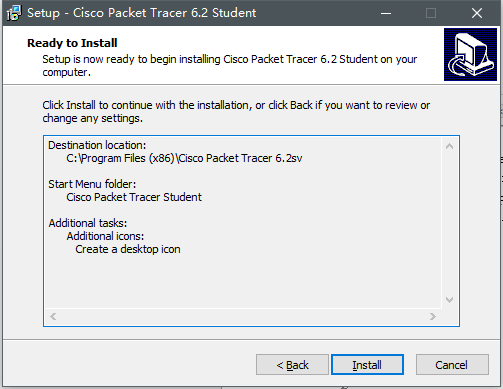 Setup - Cisco Packet Tracer 6.2 Student
Ready to Install
Setup is now ready to begin installing Cisco Packet Tracer 6.2 Student on your
computer.
Click Install to continue with the installation, or click Back if you want to review or
change any settings.
Destination location:
C:\Program Files (x86)\Cisco Packet Tracer 6.2sv
Start Menu folder:
Cisco Packet Tracer Student
Additional tasks:
Additional icons:
Create a desktop icon
< Back
Install
Cancel